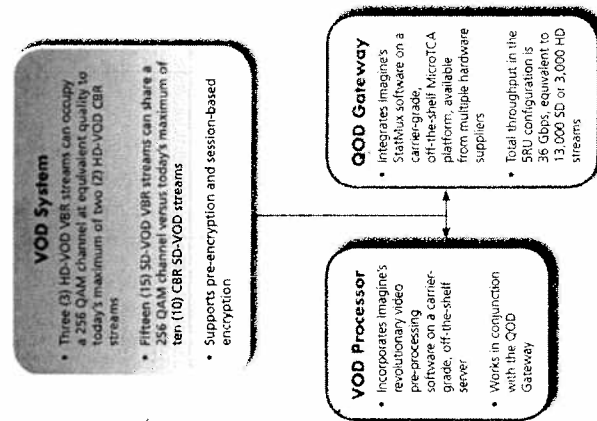 VOD System
• Three (3) HD-VOD VBR streams can occupy
a 256 QAM channel at equivalent quality to
today's maximum of two (2) HD-VOD CBR
streams
• Fifteen (15) SD-VOD VBR streams can share a
256 QAM channel versus today's maximum of
ten (10) CBR SD-VOD streams
• Supports pre-encryption and session-based
encryption
VOD Processor
• Incorporates Imagine's
revolutionary video
pre-processing
software on a carrier-
grade, off-the-shelf
server
• Works in conjunction
with the QOD
Gateway
QOD Gateway
• Integrates Imagine's
StatMux software on a
carrier-grade,
off-the-shelf MicroTCA
platform, available
from multiple hardware
suppliers
• Total throughput in the
5RU configuration is
36 Gbps, equivalent to
13,000 SD or 3,000 HD
streams